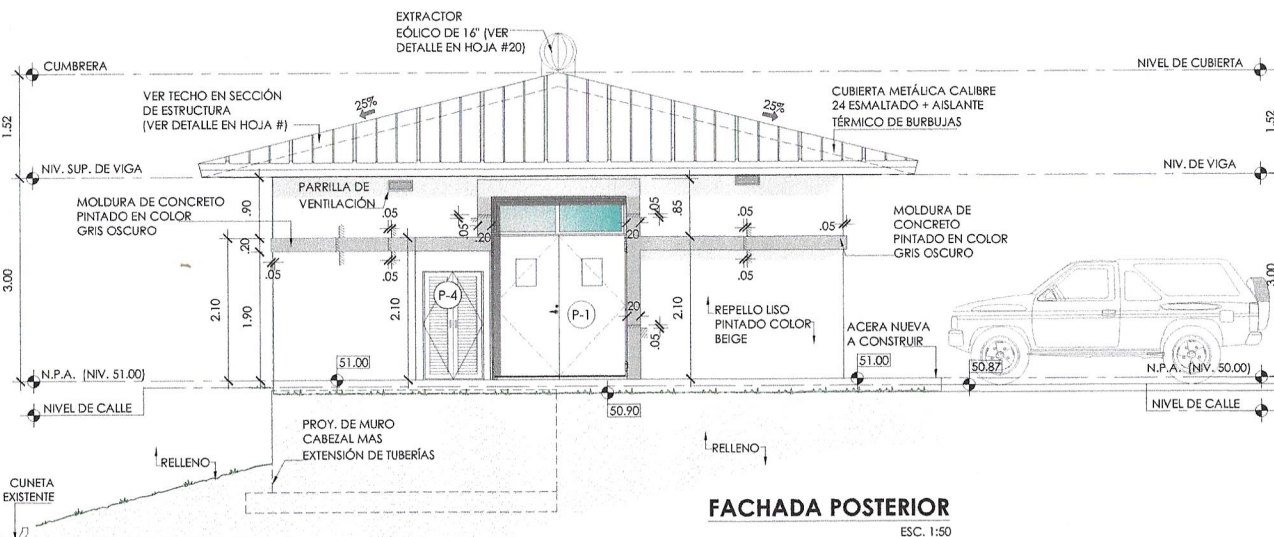 EXTRACTOR
EÓLICO DE 16" (VER
DETALLE EN HOJA #20)
CUMBRERA
NIVEL DE CUBIERTA
VER TECHO EN SECCIÓN
DE ESTRUCTURA
(VER DETALLE EN HOJA #)
25%
25%
CUBIERTA METÁLICA CALIBRE
24 ESMALTADO + AISLANTE
TÉRMICO DE BURBUJAS
1.52
1.52
NIV. SUP. DE VIGA
NIV. DE VIGA
PARRILLA DE
VENTILACIÓN
MOLDURA DE CONCRETO
PINTADO EN COLOR
GRIS OSCURO
.90
.05
.05
.05
.20
.85
.05
.05
.20
.05
.05
MOLDURA DE
CONCRETO
PINTADO EN COLOR
GRIS OSCURO
.20
.05
.05
.05
3.00
3.00
2.10
1.90
2.10
P-4
P-1
.20
.05
2.10
REPELLO LISO
PINTADO COLOR
BEIGE
ACERA NUEVA
A CONSTRUIR
N.P.A. (NIV. 51.00)
51.00
51.00
50.87
N.P.A. (NIV. 50.00)
NIVEL DE CALLE
50.90
NIVEL DE CALLE
PROY. DE MURO
CABEZAL MAS
EXTENSIÓN DE TUBERÍAS
RELLENO
RELLENO
CUNETA
EXISTENTE
FACHADA POSTERIOR
ESC. 1:50